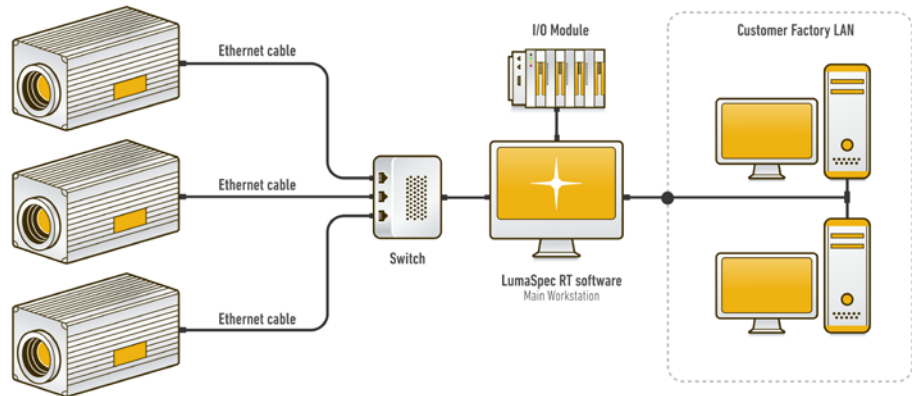 Ethernet cable
I/O Module
Customer Factory LAN
Ethernet cable
Switch
LumaSpec RT software
Main Workstation
Ethernet cable